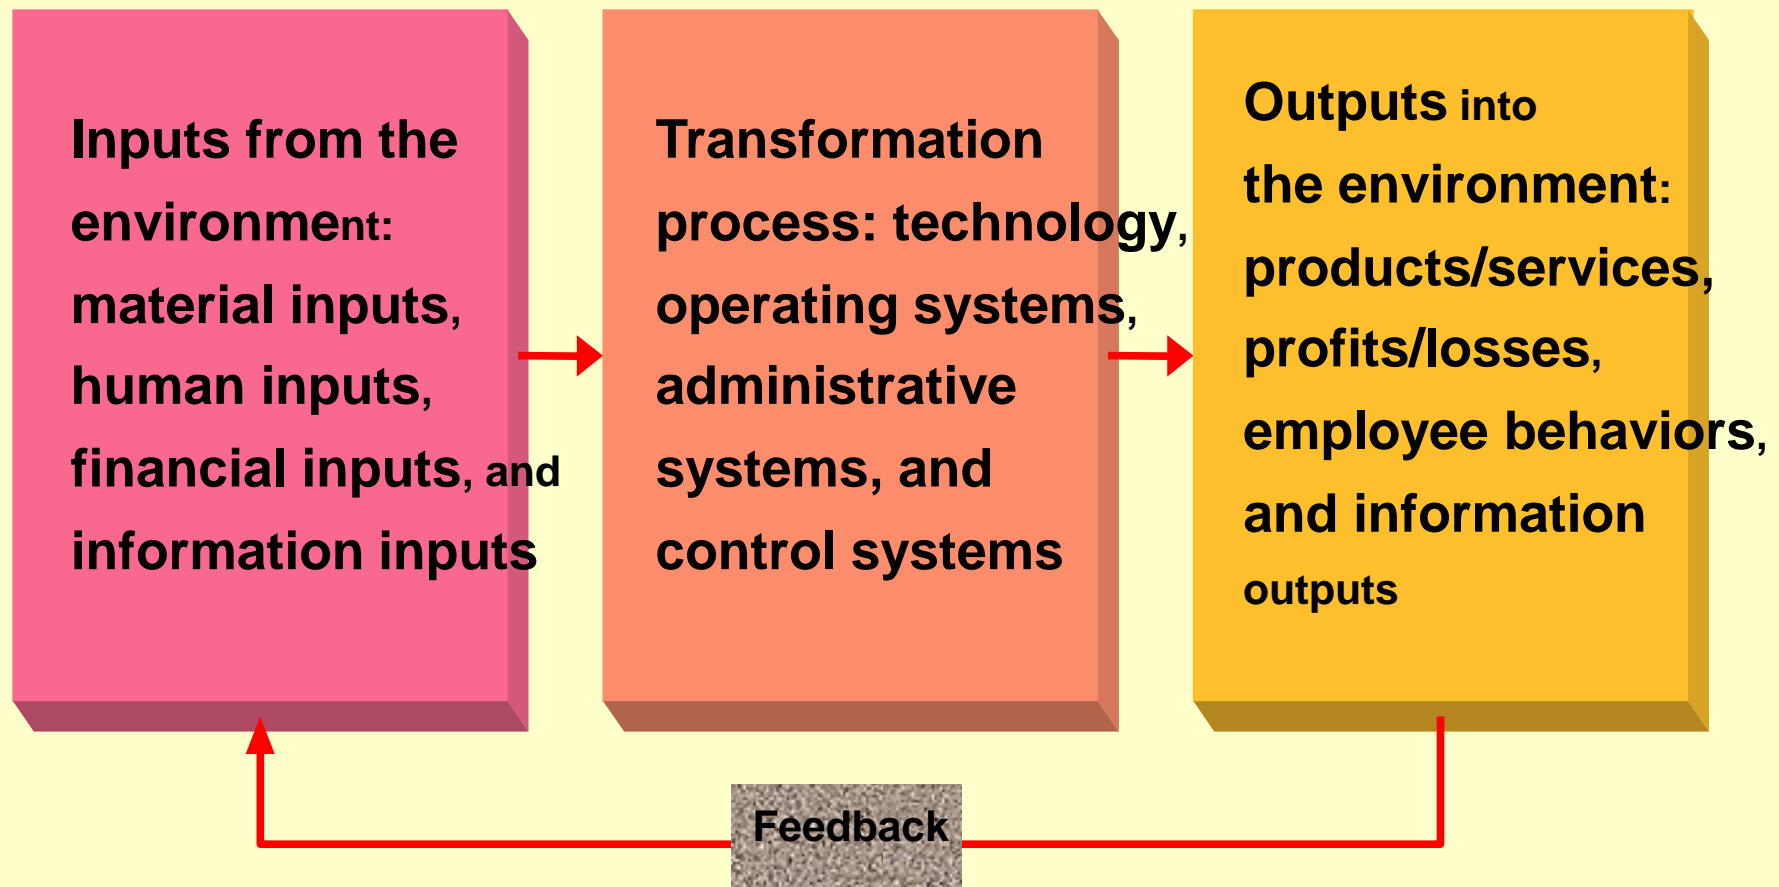 Inputs from the
environment:
material inputs,
human inputs,
financial inputs, and
information inputs
Transformation
process: technology,
operating systems,
administrative
systems, and
control systems
Outputs into
the environment:
products/services,
profits/losses,
employee behaviors,
and information
outputs
Feedback